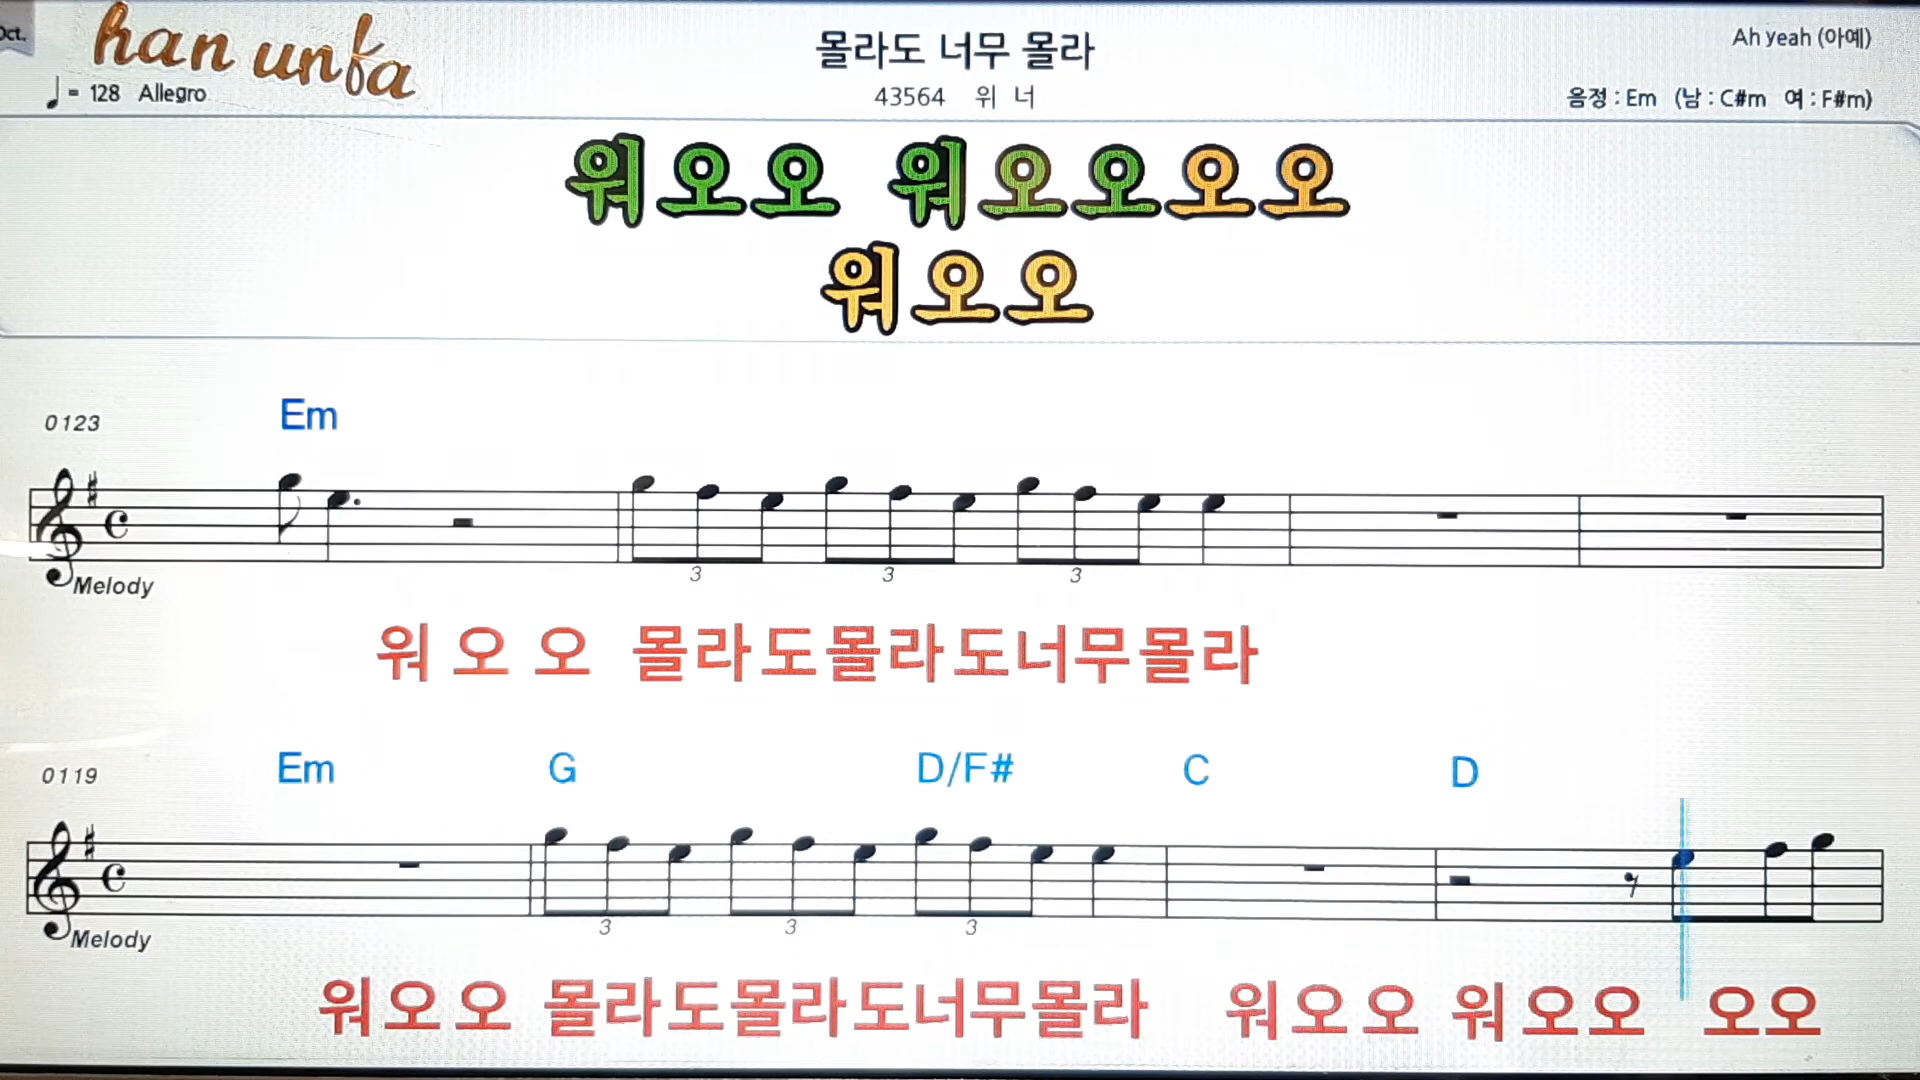 Oct.
han unfa
몰라도 너무 몰라
Ah yeah (아예)
♩ = 128 Allegro
43564 위 너
음정 : Em (남 : C#m 여 : F#m)
워오오 워오오오오
워오오
0123
Em
3 3 3
Melody
워 오 오 몰라도몰라도너무몰라
Em G D/F# C D
0119
3 3 3
Melody
워오오 몰라도몰라도너무몰라 워오오 워오오 오오